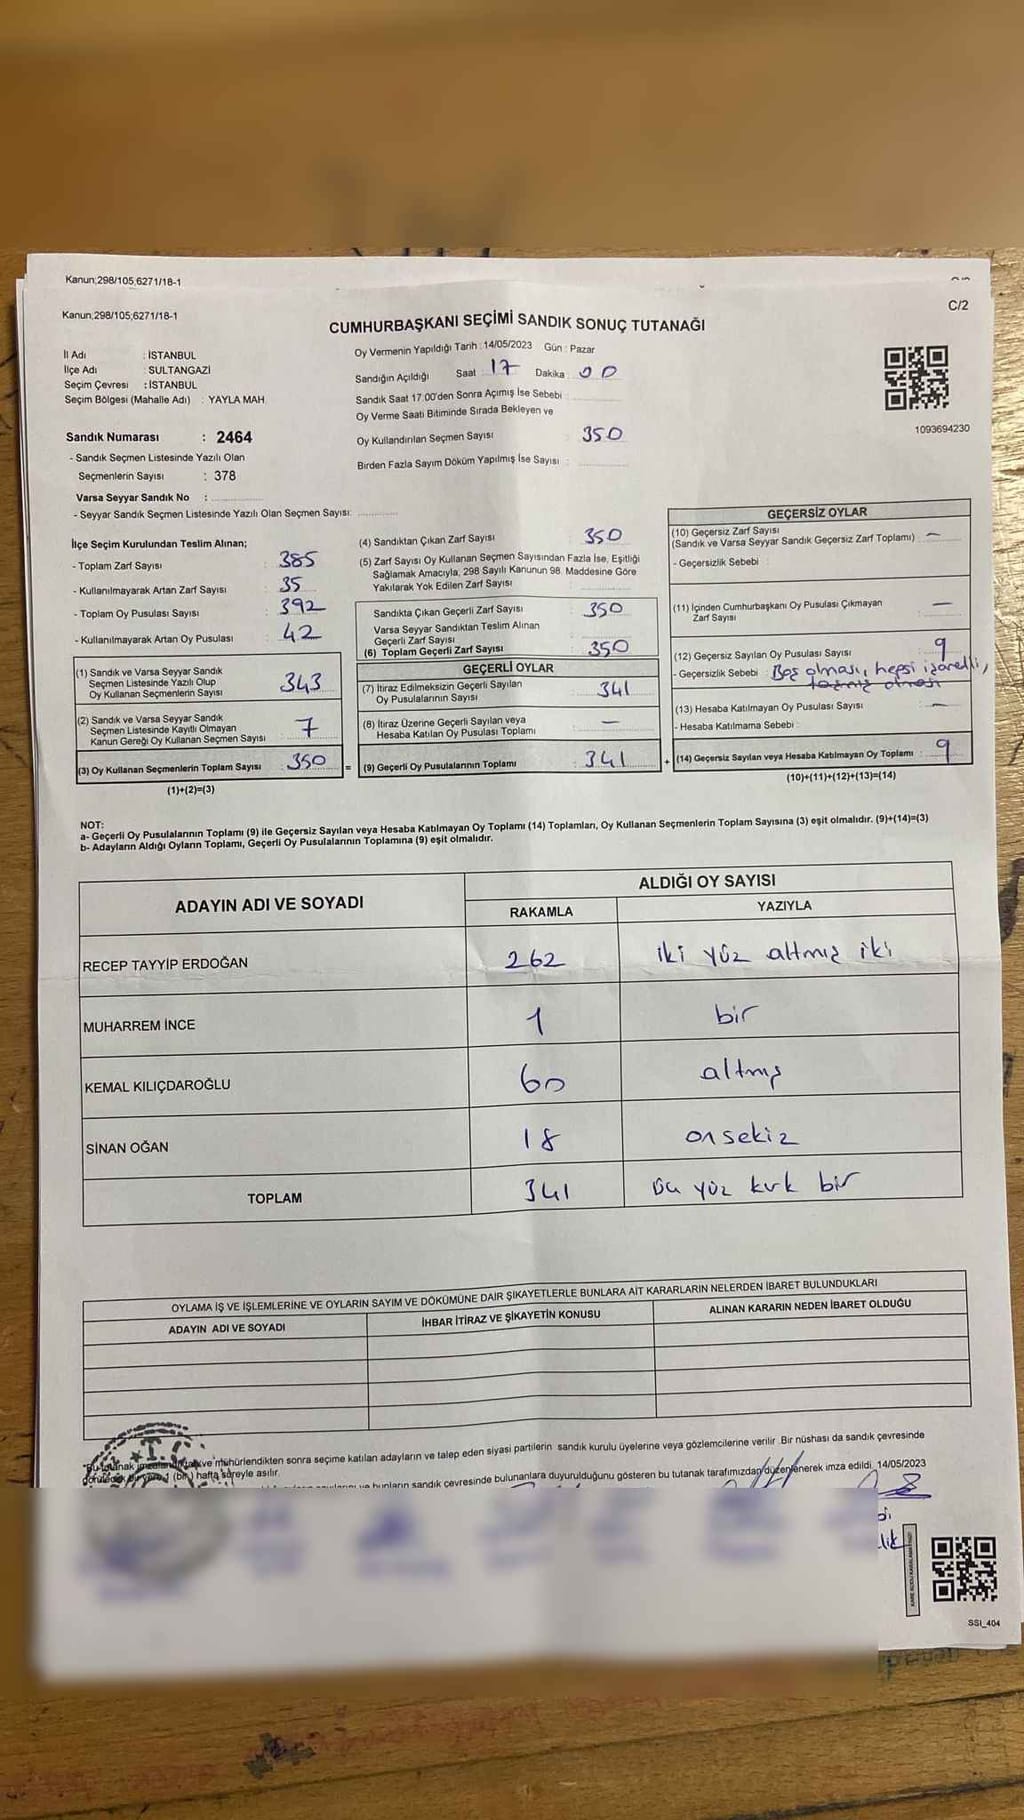 Kanun;298/105,6271/18-1
Kanun;298/105;6271/18-1
C/2
CUMHURBAŞKANI SEÇİMİ SANDIK SONUÇ TUTANAĞI
İl Adı : İSTANBUL
İlçe Adı : SULTANGAZİ
Seçim Çevresi : İSTANBUL
Seçim Bölgesi (Mahalle Adı) : YAYLA MAH.
Sandık Numarası : 2464
- Sandık Seçmen Listesinde Yazılı Olan
Seçmenlerin Sayısı : 378
Varsa Seyyar Sandık No :
- Seyyar Sandık Seçmen Listesinde Yazılı Olan Seçmen Sayısı:
Oy Vermenin Yapıldığı Tarih : 14/05/2023 Gün : Pazar
Sandığın Açıldığı Saat : 17 Dakika : 00
Sandık Saat 17.00'den Sonra Açımış İse Sebebi :
Oy Verme Saati Bitiminde Sırada Bekleyen ve
Oy Kullandırılan Seçmen Sayısı : 350
Birden Fazla Sayım Döküm Yapılmış İse Sayısı :
1093694230
İlçe Seçim Kurulundan Teslim Alınan;
- Toplam Zarf Sayısı : 385
- Kullanılmayarak Artan Zarf Sayısı : 35
- Toplam Oy Pusulası Sayısı : 392
- Kullanılmayarak Artan Oy Pusulası : 42
(1) Sandık ve Varsa Seyyar Sandık
Seçmen Listesinde Yazılı Olup
Oy Kullanan Seçmenlerin Sayısı : 343
(2) Sandık ve Varsa Seyyar Sandık
Seçmen Listesinde Kayıtlı Olmayan
Kanun Gereği Oy Kullanan Seçmen Sayısı : 7
(3) Oy Kullanan Seçmenlerin Toplam Sayısı : 350
(1)+(2)=(3)
(4) Sandıktan Çıkan Zarf Sayısı : 350
(5) Zarf Sayısı Oy Kullanan Seçmen Sayısından Fazla İse, Eşitliği
Sağlamak Amacıyla, 298 Sayılı Kanunun 98. Maddesine Göre
Yakılarak Yok Edilen Zarf Sayısı :
Sandıkta Çıkan Geçerli Zarf Sayısı : 350
Varsa Seyyar Sandıktan Teslim Alınan
Geçerli Zarf Sayısı :
(6) Toplam Geçerli Zarf Sayısı : 350
GEÇERLİ OYLAR
(7) İtiraz Edilmeksizin Geçerli Sayılan
Oy Pusulalarının Sayısı : 341
(8) İtiraz Üzerine Geçerli Sayılan veya
Hesaba Katılan Oy Pusulası Toplamı : —
= (9) Geçerli Oy Pusulalarının Toplamı : 341 +
GEÇERSİZ OYLAR
(10) Geçersiz Zarf Sayısı
(Sandık ve Varsa Seyyar Sandık Geçersiz Zarf Toplamı) : —
- Geçersizlik Sebebi :
(11) İçinden Cumhurbaşkanı Oy Pusulası Çıkmayan
Zarf Sayısı : —
(12) Geçersiz Sayılan Oy Pusulası Sayısı : 9
- Geçersizlik Sebebi : Boş olması, hepsi işaretli,
(13) Hesaba Katılmayan Oy Pusulası Sayısı : —
- Hesaba Katılmama Sebebi :
(14) Geçersiz Sayılan veya Hesaba Katılmayan Oy Toplamı : 9
(10)+(11)+(12)+(13)=(14)
NOT:
a- Geçerli Oy Pusulalarının Toplamı (9) ile Geçersiz Sayılan veya Hesaba Katılmayan Oy Toplamı (14) Toplamları, Oy Kullanan Seçmenlerin Toplam Sayısına (3) eşit olmalıdır. (9)+(14)=(3)
b- Adayların Aldığı Oyların Toplamı, Geçerli Oy Pusulalarının Toplamına (9) eşit olmalıdır.
ADAYIN ADI VE SOYADI
ALDIĞI OY SAYISI
RAKAMLA YAZIYLA
RECEP TAYYİP ERDOĞAN 262 iki yüz altmış iki
MUHARREM İNCE 1 bir
KEMAL KILIÇDAROĞLU 60 altmış
SİNAN OĞAN 18 onsekiz
TOPLAM 341 üç yüz kırk bir
OYLAMA İŞ VE İŞLEMLERİNE VE OYLARIN SAYIM VE DÖKÜMÜNE DAİR ŞİKAYETLERLE BUNLARA AİT KARARLARIN NELERDEN İBARET BULUNDUKLARI
ADAYIN ADI VE SOYADI İHBAR İTİRAZ VE ŞİKAYETİN KONUSU ALINAN KARARIN NEDEN İBARET OLDUĞU
T.C.
ve mühürlendikten sonra seçime katılan adayların ve talep eden siyasi partilerin sandık kurulu üyelerine veya gözlemcilerine verilir. Bir nüshası da sandık çevresinde
(bir) hafta süreyle asılır.
sandık çevresinde bulunanlara duyurulduğunu gösteren bu tutanak tarafımızdan düzenlenerek imza edildi. 14/05/2023
SSI_404